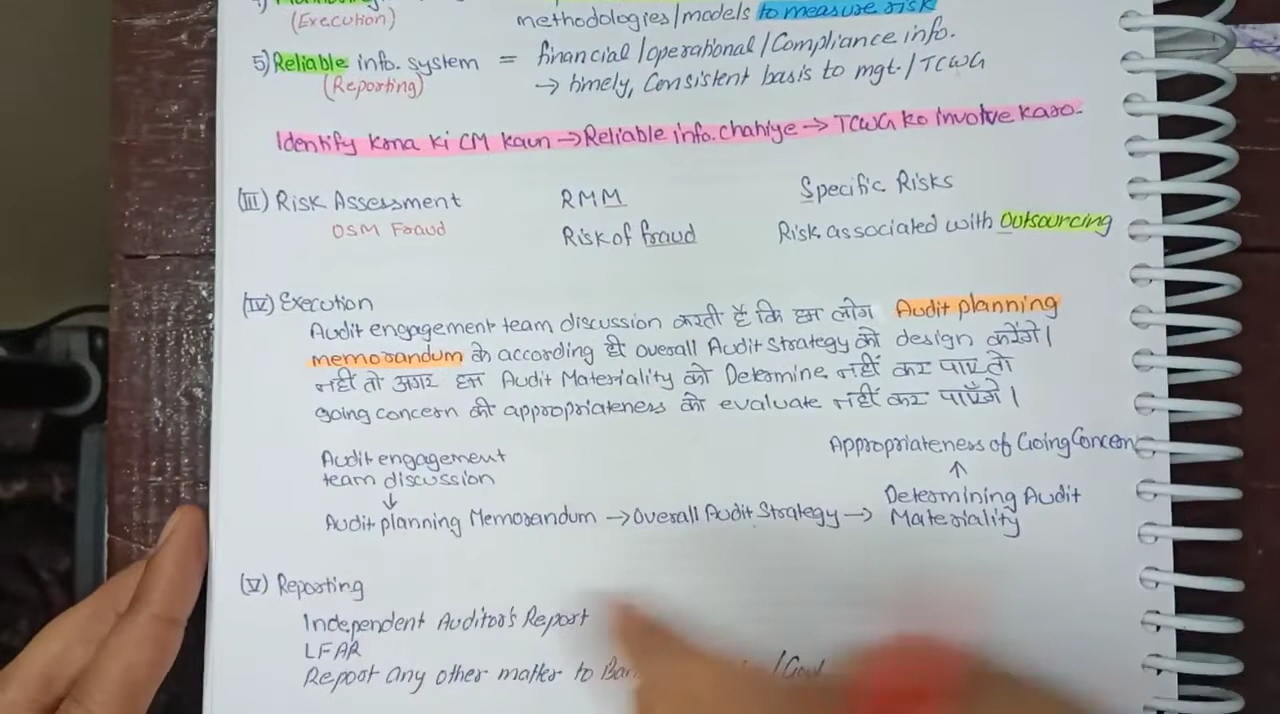 (Execution)
methodologies/models to measure risk
5) Reliable info. system = financial/operational/Compliance info.
(Reporting) → timely, Consistent basis to mgt./TCWG
Identify kona ki CM kaun → Reliable info. chahiye → TCWG ko involve karo.
(III) Risk Assessment RMM Specific Risks
OSM Fraud Risk of fraud Risk associated with Outsourcing
(IV) Execution
Audit engagement team discussion करती है कि हम लोग Audit planning
memorandum के according ही overall Audit Strategy को design करेंगे।
नहीं तो अगर हम Audit Materiality को Determine नहीं कर पाए तो
going concern की appropriateness को evaluate नहीं कर पाएँगे।
Audit engagement Appropriateness of Going Concern
team discussion ↑
↓ Determining Audit
Audit planning Memorandum → Overall Audit Strategy → Materiality
(V) Reporting
Independent Auditor's Report
LFAR
Report any other matter to